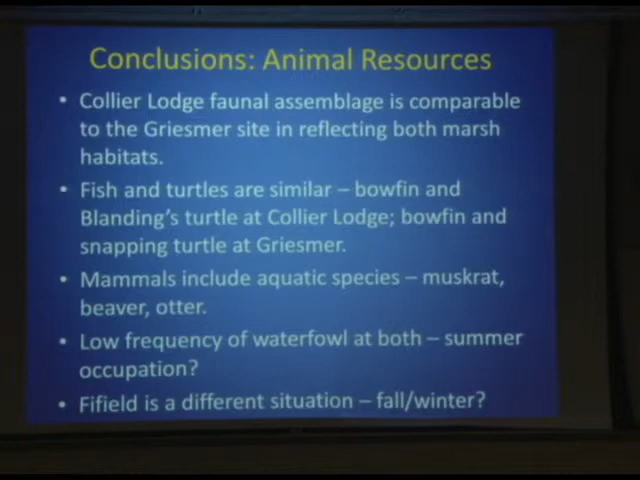 Conclusions: Animal Resources
• Collier Lodge faunal assemblage is comparable
to the Griesmer site in reflecting both marsh
habitats.
• Fish and turtles are similar – bowfin and
Blanding's turtle at Collier Lodge; bowfin and
snapping turtle at Griesmer.
• Mammals include aquatic species – muskrat,
beaver, otter.
• Low frequency of waterfowl at both – summer
occupation?
• Fifield is a different situation – fall/winter?